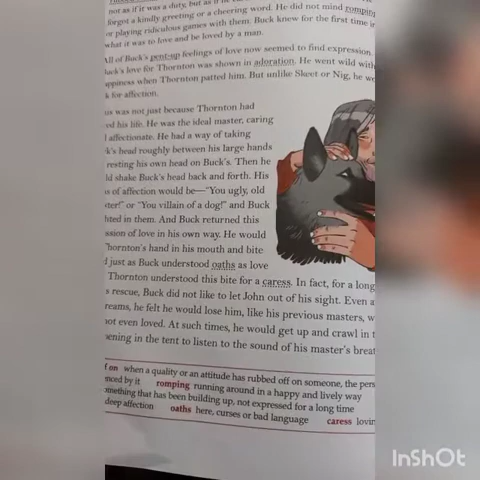 not as if it was a duty, but as if he
forgot a kindly greeting or a cheering word. He did not mind romping
or playing ridiculous games with them. Buck knew for the first time
what it was to love and be loved by a man.
All of Buck's pent-up feelings of love now seemed to find expression.
Buck's love for Thornton was shown in adoration. He went wild with
appiness when Thornton patted him. But unlike Skeet or Nig, he
k for affection.
was not just because Thornton had
ed his life. He was the ideal master, caring
affectionate. He had a way of taking
k's head roughly between his large hands
resting his own head on Buck's. Then he
ld shake Buck's head back and forth. His
s of affection would be—"You ugly, old
ster!" or "You villain of a dog!" and Buck
hted in them. And Buck returned this
ssion of love in his own way. He would
Thornton's hand in his mouth and bite
d just as Buck understood oaths as love
Thornton understood this bite for a caress. In fact, for a long
s rescue, Buck did not like to let John out of his sight. Even
reams, he felt he would lose him, like his previous masters,
not even loved. At such times, he would get up and crawl in
ening in the tent to listen to the sound of his master's
on when a quality or an attitude has rubbed off on someone, the
nced by it romping running around in a happy and lively way
omething that has been building up, not expressed for a long time
deep affection oaths here, curses or bad language caress
InShOt